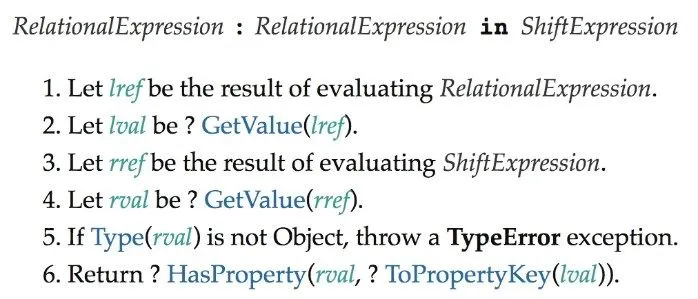 RelationalExpression : RelationalExpression in ShiftExpression
1. Let lref be the result of evaluating RelationalExpression.
2. Let lval be ? GetValue(lref).
3. Let rref be the result of evaluating ShiftExpression.
4. Let rval be ? GetValue(rref).
5. If Type(rval) is not Object, throw a TypeError exception.
6. Return ? HasProperty(rval, ? ToPropertyKey(lval)).